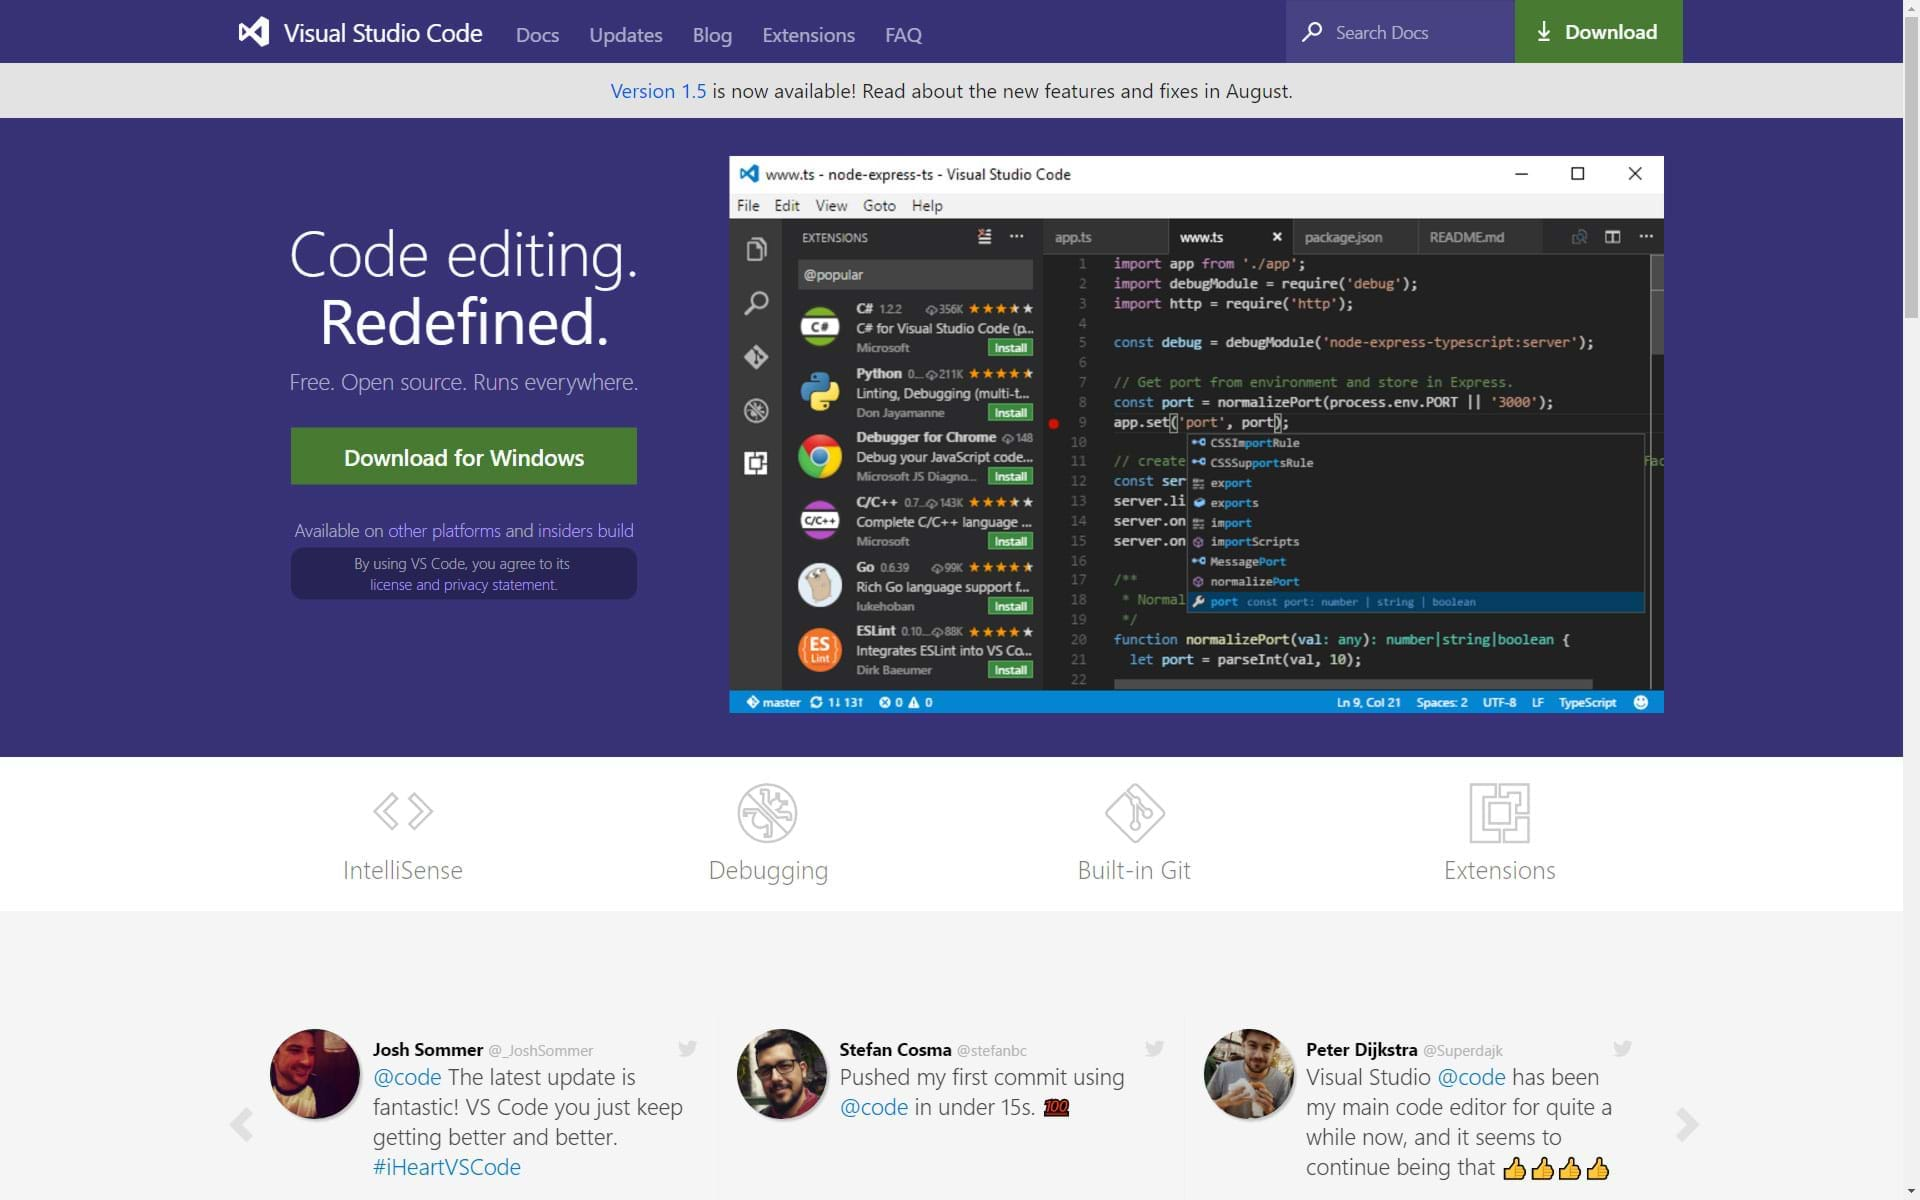 Visual Studio Code Docs Updates Blog Extensions FAQ Search Docs Download
Version 1.5 is now available! Read about the new features and fixes in August.
Code editing.
Redefined.
Free. Open source. Runs everywhere.
Download for Windows
Available on other platforms and insiders build
By using VS Code, you agree to its
license and privacy statement.
www.ts - node-express-ts - Visual Studio Code
File Edit View Goto Help
EXTENSIONS
@popular
C# 1.2.2 356K
C# for Visual Studio Code (p...
Microsoft Install
Python 0.... 211K
Linting, Debugging (multi-t...
Don Jayamanne Install
Debugger for Chrome 148
Debug your JavaScript code...
Microsoft JS Diagno... Install
C/C++ 0.7... 143K
Complete C/C++ language ...
Microsoft Install
Go 0.6.39 99K
Rich Go language support f...
lukehoban Install
ESLint 0.10.... 88K
Integrates ESLint into VS Co...
Dirk Baeumer Install
C#
C/C++
ES
Lint
app.ts www.ts package.json README.md
1 import app from './app';
2 import debugModule = require('debug');
3 import http = require('http');
4
5 const debug = debugModule('node-express-typescript:server');
6
7 // Get port from environment and store in Express.
8 const port = normalizePort(process.env.PORT || '3000');
9 app.set('port', port);
10
11 // create
12 const ser
13 server.li
14 server.on
15 server.on
16
17 /**
18 * Normal
19 */
20 function normalizePort(val: any): number|string|boolean {
21 let port = parseInt(val, 10);
22
CSSImportRule
CSSSupportsRule
export
exports
import
importScripts
MessagePort
normalizePort
port const port: number | string | boolean
master 1↓ 13↑ 0 0 Ln 9, Col 21 Spaces: 2 UTF-8 LF TypeScript
IntelliSense Debugging Built-in Git Extensions
Josh Sommer @_JoshSommer
@code The latest update is
fantastic! VS Code you just keep
getting better and better.
#iHeartVSCode
Stefan Cosma @stefanbc
Pushed my first commit using
@code in under 15s. 💯
Peter Dijkstra @Superdajk
Visual Studio @code has been
my main code editor for quite a
while now, and it seems to
continue being that 👍👍👍👍